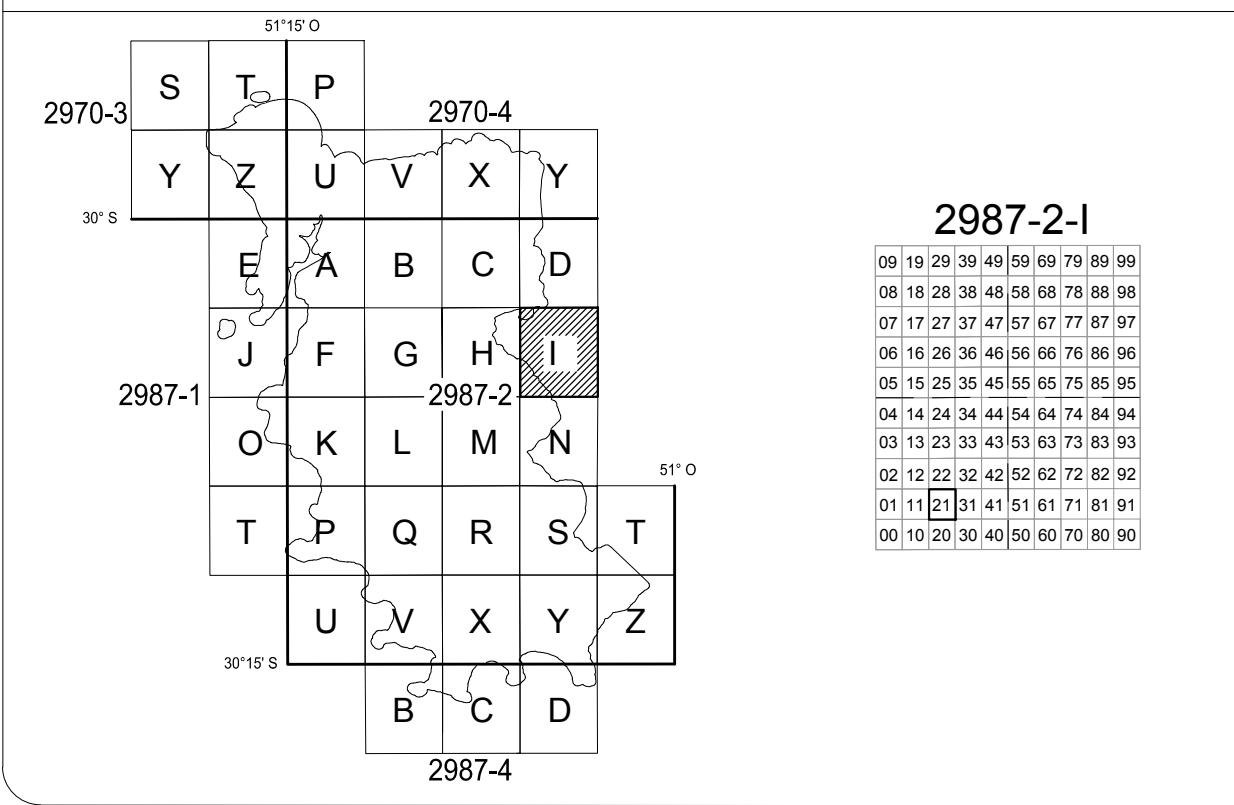 51°15' O
S T P
2970-3 2970-4
Y Z U V X Y
30° S
E A B C D
J F G H I
2987-1 2987-2
O K L M N
51° O
T P Q R S T
U V X Y Z
30°15' S
B C D
2987-4
2987-2-I
09 19 29 39 49 59 69 79 89 99
08 18 28 38 48 58 68 78 88 98
07 17 27 37 47 57 67 77 87 97
06 16 26 36 46 56 66 76 86 96
05 15 25 35 45 55 65 75 85 95
04 14 24 34 44 54 64 74 84 94
03 13 23 33 43 53 63 73 83 93
02 12 22 32 42 52 62 72 82 92
01 11 21 31 41 51 61 71 81 91
00 10 20 30 40 50 60 70 80 90